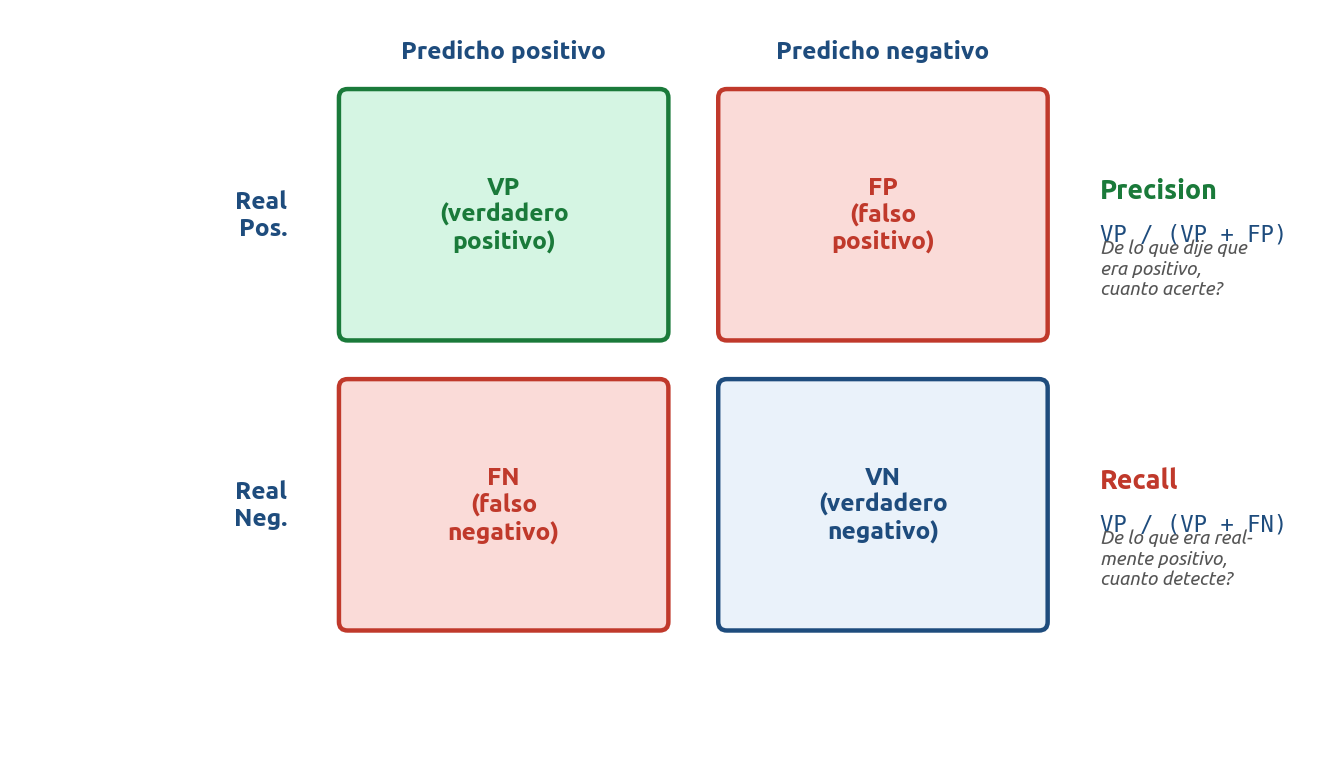 Predicho positivo
Predicho negativo
Real
Pos.
VP
(verdadero
positivo)
FP
(falso
positivo)
Precision
VP / (VP + FP)
De lo que dije que
era positivo,
cuanto acerte?
Real
Neg.
FN
(falso
negativo)
VN
(verdadero
negativo)
Recall
VP / (VP + FN)
De lo que era real-
mente positivo,
cuanto detecte?